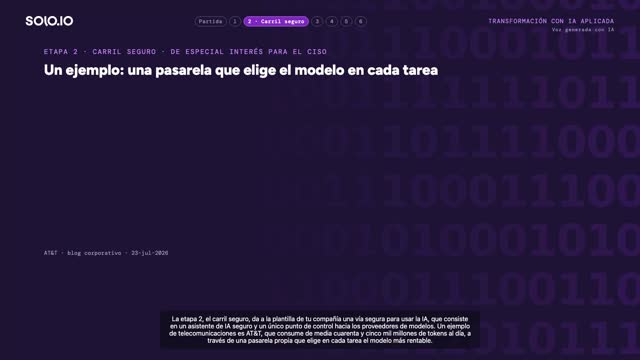 SOLO.IO
Partida 1 2 · Carril seguro 3 4 5 6
TRANSFORMACIÓN CON IA APLICADA
Voz generada con IA
ETAPA 2 · CARRIL SEGURO · DE ESPECIAL INTERÉS PARA EL CISO
Un ejemplo: una pasarela que elige el modelo en cada tarea
AT&T · blog corporativo · 23-jul-2026
La etapa 2, el carril seguro, da a la plantilla de tu compañía una vía segura para usar la IA, que consiste
en un asistente de IA seguro y un único punto de control hacia los proveedores de modelos. Un ejemplo
de telecomunicaciones es AT&T, que consume de media cuarenta y cinco mil millones de tokens al día, a
través de una pasarela propia que elige en cada tarea el modelo más rentable.